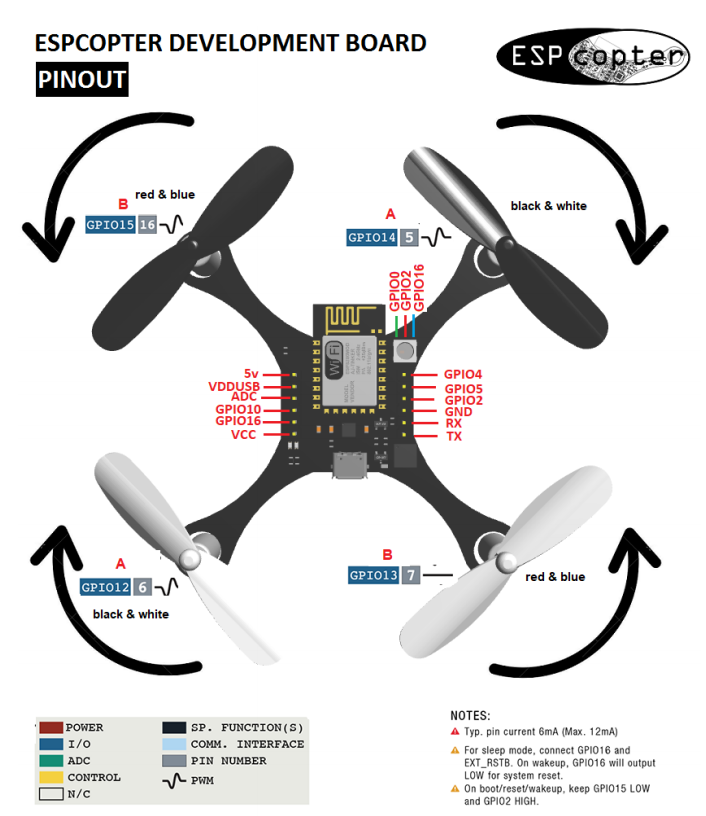 ESPCOPTER DEVELOPMENT BOARD
PINOUT
ESPcopter
red & blue
B
GPIO15 16
A
GPIO14 5
black & white
GPIO0
GPIO2
GPIO16
WiFi
5v
VDDUSB
ADC
GPIO10
GPIO16
VCC
GPIO4
GPIO5
GPIO2
GND
RX
TX
A
GPIO12 6
black & white
B
GPIO13 7
red & blue
POWER
I/O
ADC
CONTROL
N/C
SP. FUNCTION(S)
COMM. INTERFACE
PIN NUMBER
PWM
NOTES:
Typ. pin current 6mA (Max. 12mA)
For sleep mode, connect GPIO16 and
EXT_RSTB. On wakeup, GPIO16 will output
LOW for system reset.
On boot/reset/wakeup, keep GPIO15 LOW
and GPIO2 HIGH.